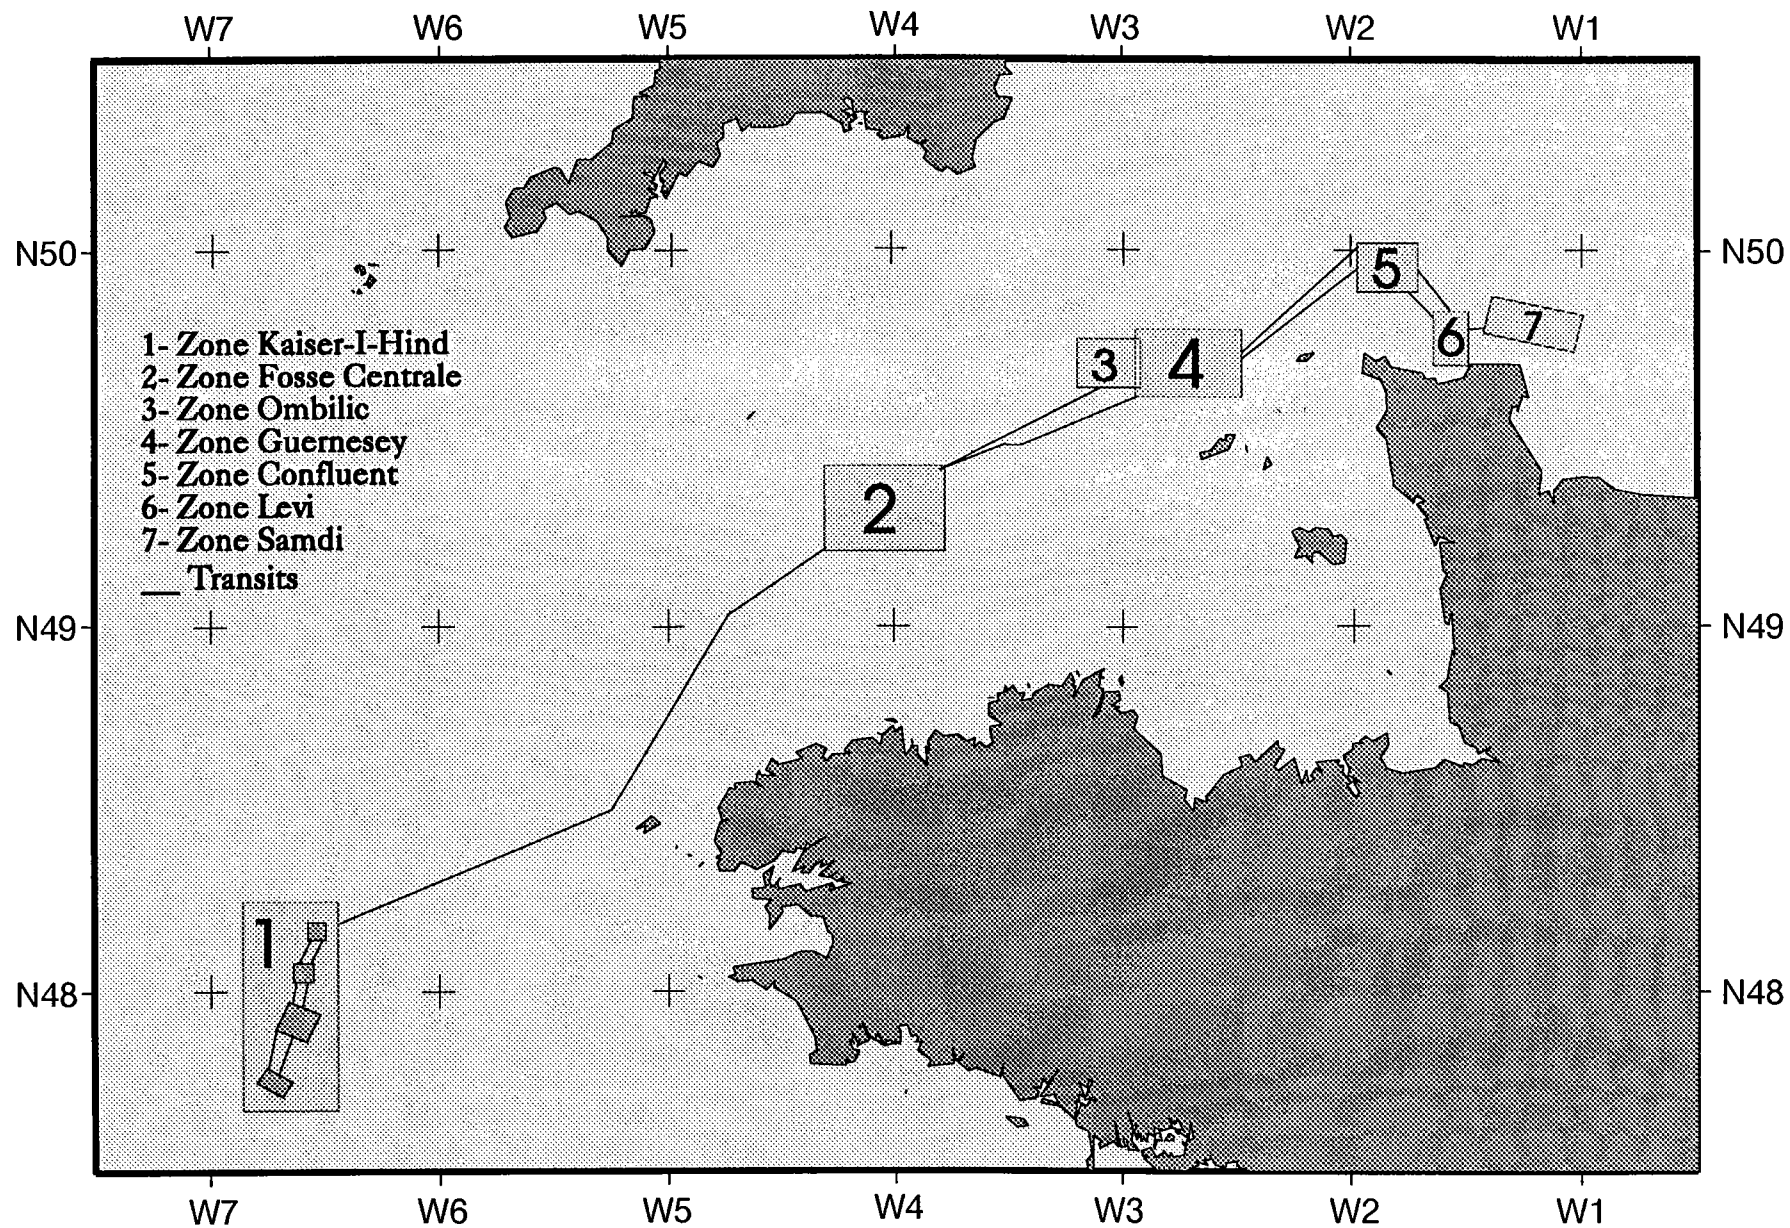 W7 W6 W5 W4 W3 W2 W1
N50 N50
5
7
6
3 4
1- Zone Kaiser-I-Hind
2- Zone Fosse Centrale
3- Zone Ombilic
4- Zone Guernesey
5- Zone Confluent
6- Zone Levi
7- Zone Samdi
Transits
2
N49 N49
1
N48 N48
W7 W6 W5 W4 W3 W2 W1